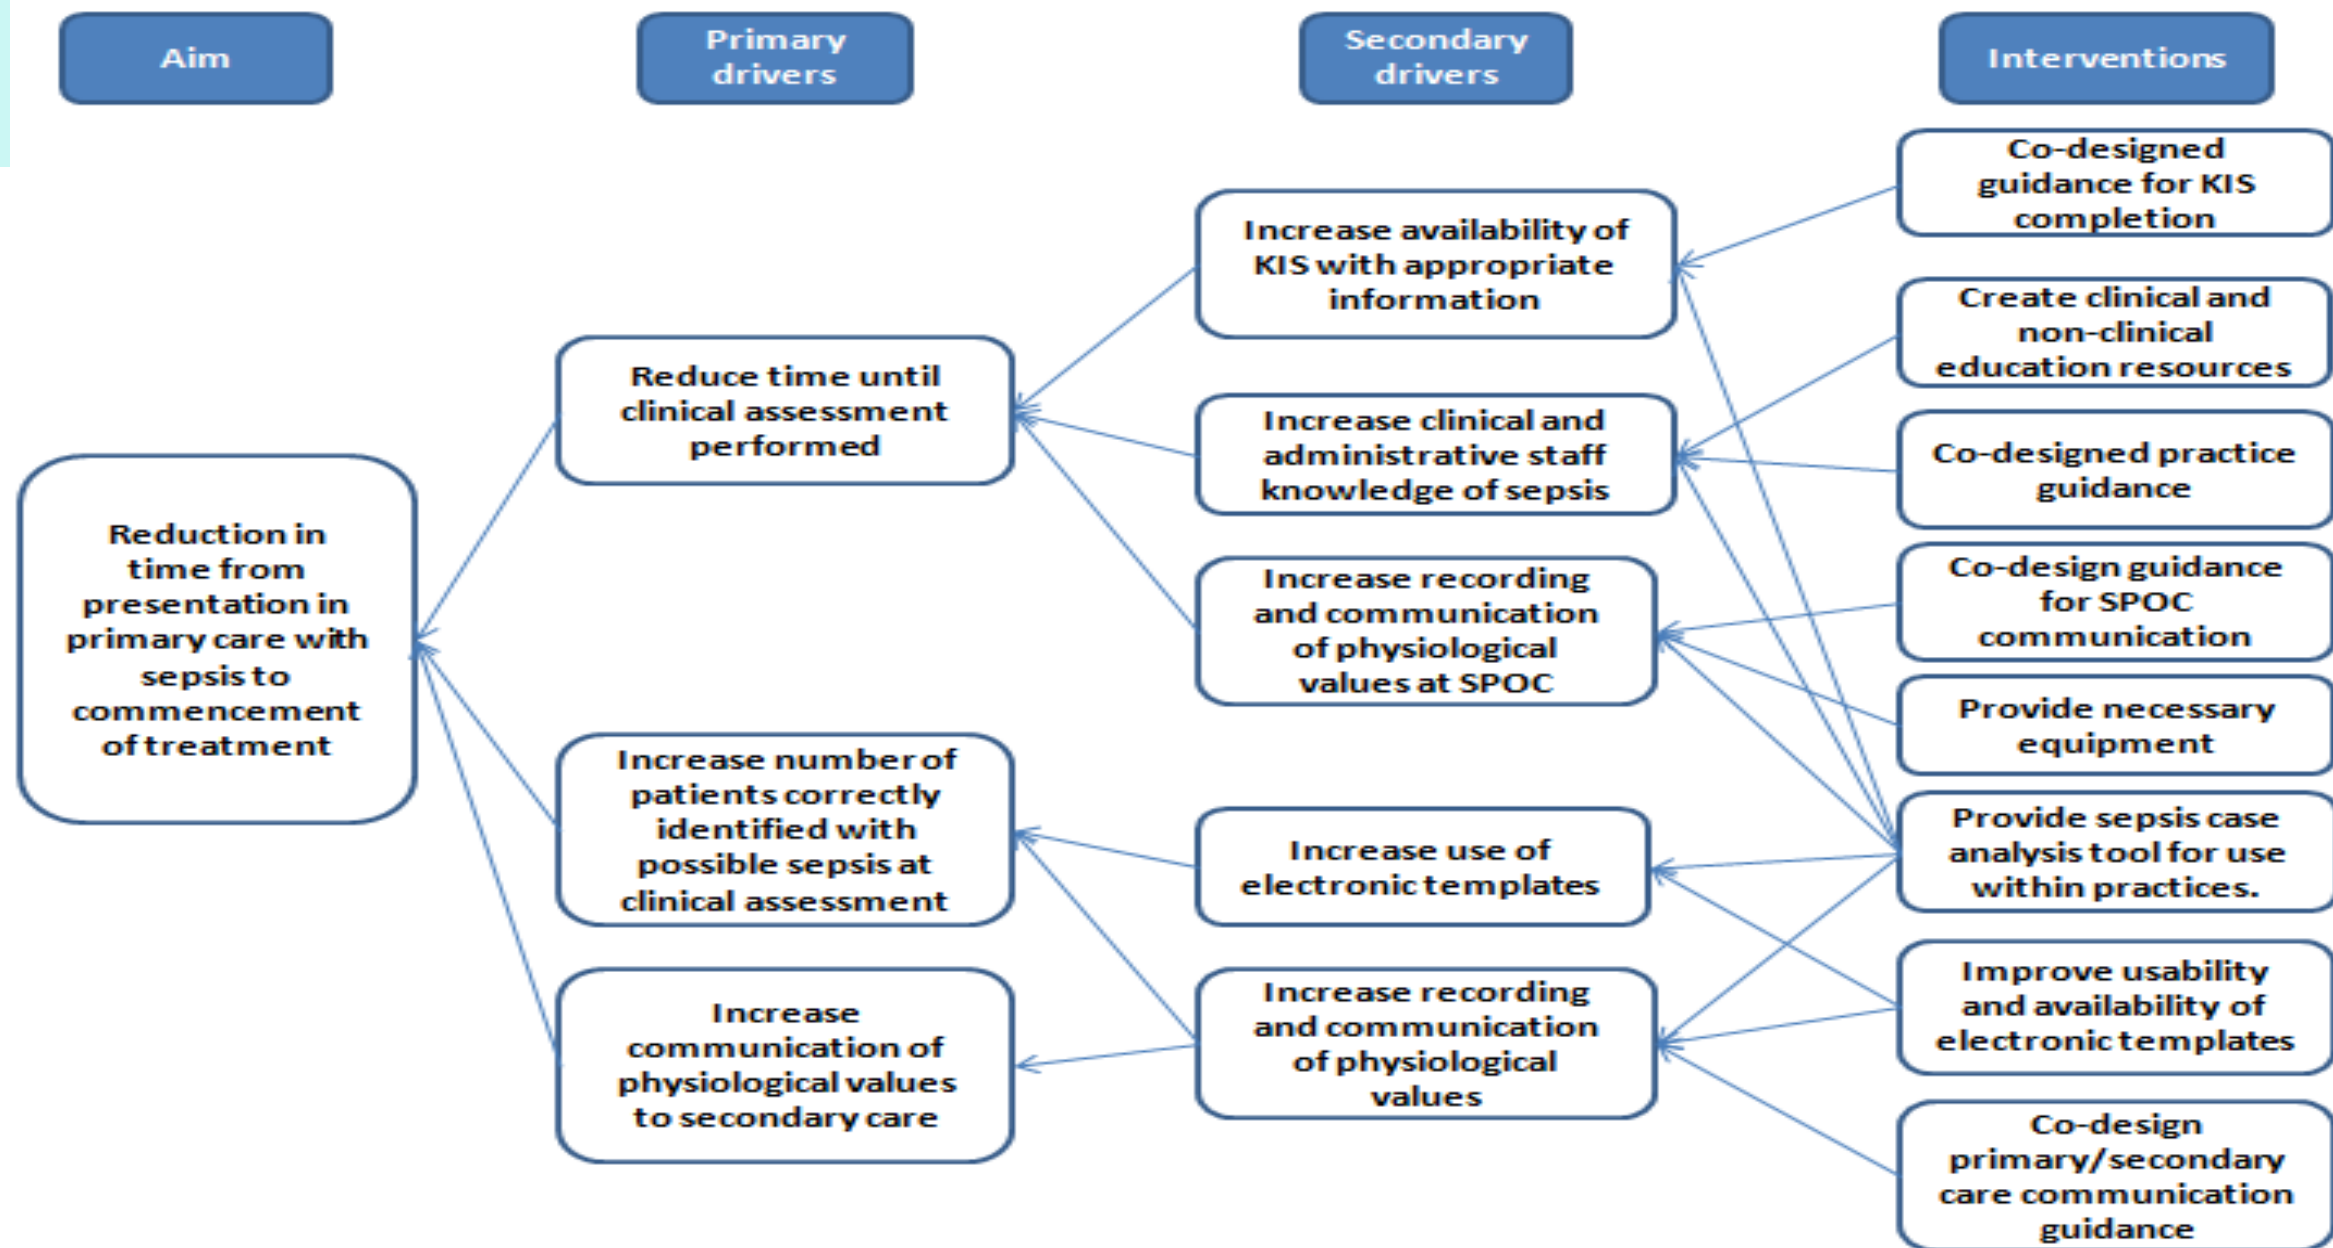 Aim
Primary
drivers
Secondary
drivers
Interventions
Reduction in
time from
presentation in
primary care with
sepsis to
commencement
of treatment
Reduce time until
clinical assessment
performed
Increase number of
patients correctly
identified with
possible sepsis at
clinical assessment
Increase
communication of
physiological values
to secondary care
Increase availability of
KIS with appropriate
information
Increase clinical and
administrative staff
knowledge of sepsis
Increase recording
and communication
of physiological
values at SPOC
Increase use of
electronic templates
Increase recording
and communication
of physiological
values
Co-designed
guidance for KIS
completion
Create clinical and
non-clinical
education resources
Co-designed practice
guidance
Co-design guidance
for SPOC
communication
Provide necessary
equipment
Provide sepsis case
analysis tool for use
within practices.
Improve usability
and availability of
electronic templates
Co-design
primary/secondary
care communication
guidance